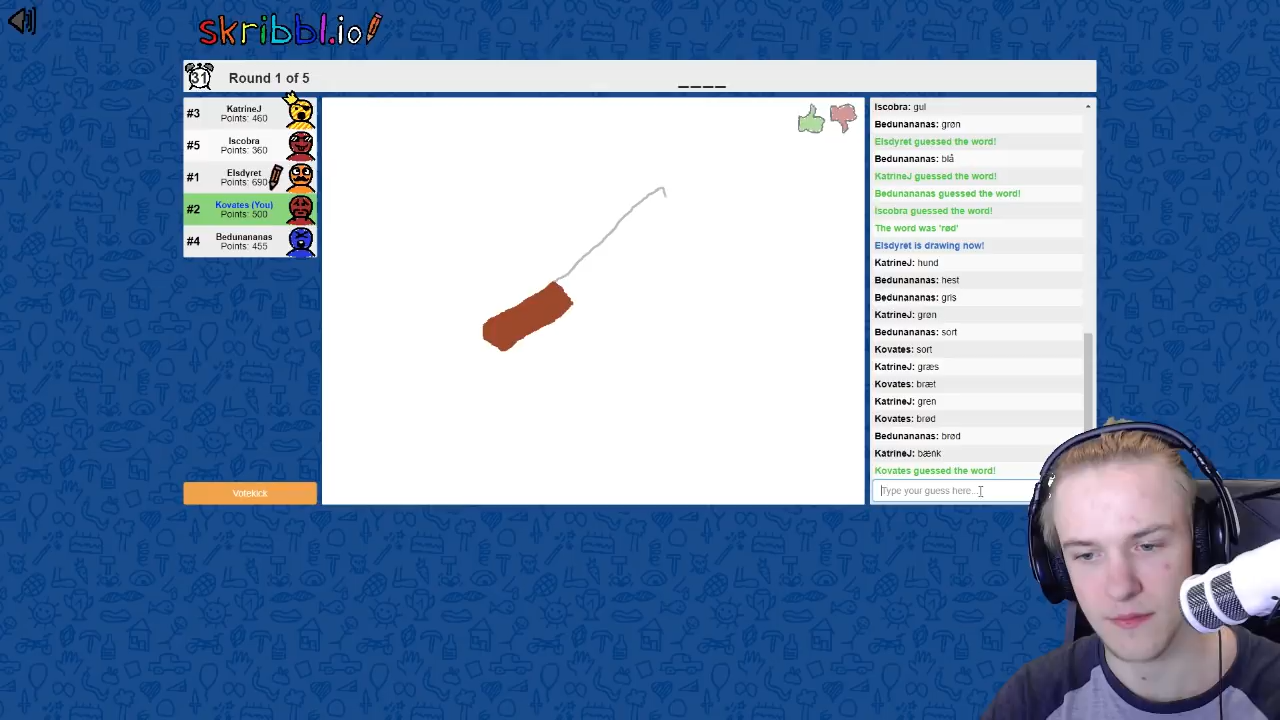 skribbl.io
31
Round 1 of 5
____
#3
KatrineJ
Points: 460
#5
Iscobra
Points: 360
#1
Elsdyret
Points: 690
#2
Kovates (You)
Points: 500
#4
Bedunananas
Points: 455
Votekick
Iscobra: gul
Bedunananas: grøn
Elsdyret guessed the word!
Bedunananas: blå
KatrineJ guessed the word!
Bedunananas guessed the word!
Iscobra guessed the word!
The word was 'rød'
Elsdyret is drawing now!
KatrineJ: hund
Bedunananas: hest
Bedunananas: gris
KatrineJ: grøn
Bedunananas: sort
Kovates: sort
KatrineJ: græs
Kovates: bræt
KatrineJ: gren
Kovates: brød
Bedunananas: brød
KatrineJ: bænk
Kovates guessed the word!
Type your guess here...